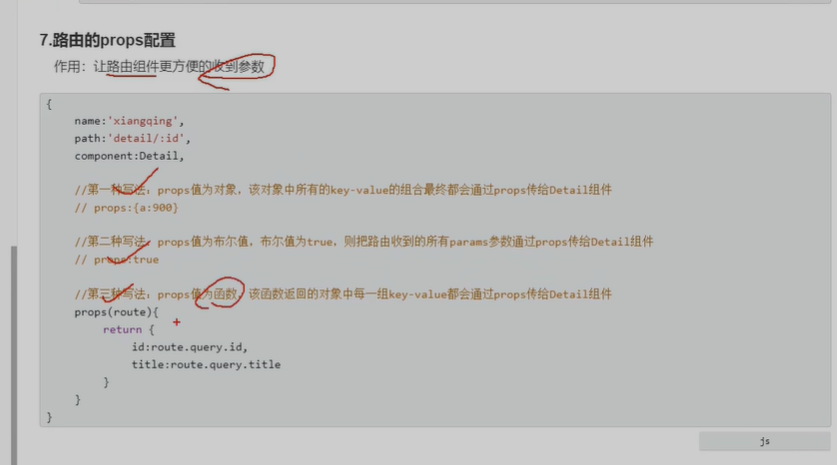 7.路由的props配置
作用：让路由组件更方便的收到参数
{
name:'xiangqing',
path:'detail/:id',
component:Detail,
//第一种写法：props值为对象，该对象中所有的key-value的组合最终都会通过props传给Detail组件
// props:{a:900}
//第二种写法：props值为布尔值，布尔值为true，则把路由收到的所有params参数通过props传给Detail组件
// props:true
//第三种写法：props值为函数，该函数返回的对象中每一组key-value都会通过props传给Detail组件
props(route){
return {
id:route.query.id,
title:route.query.title
}
}
}
js